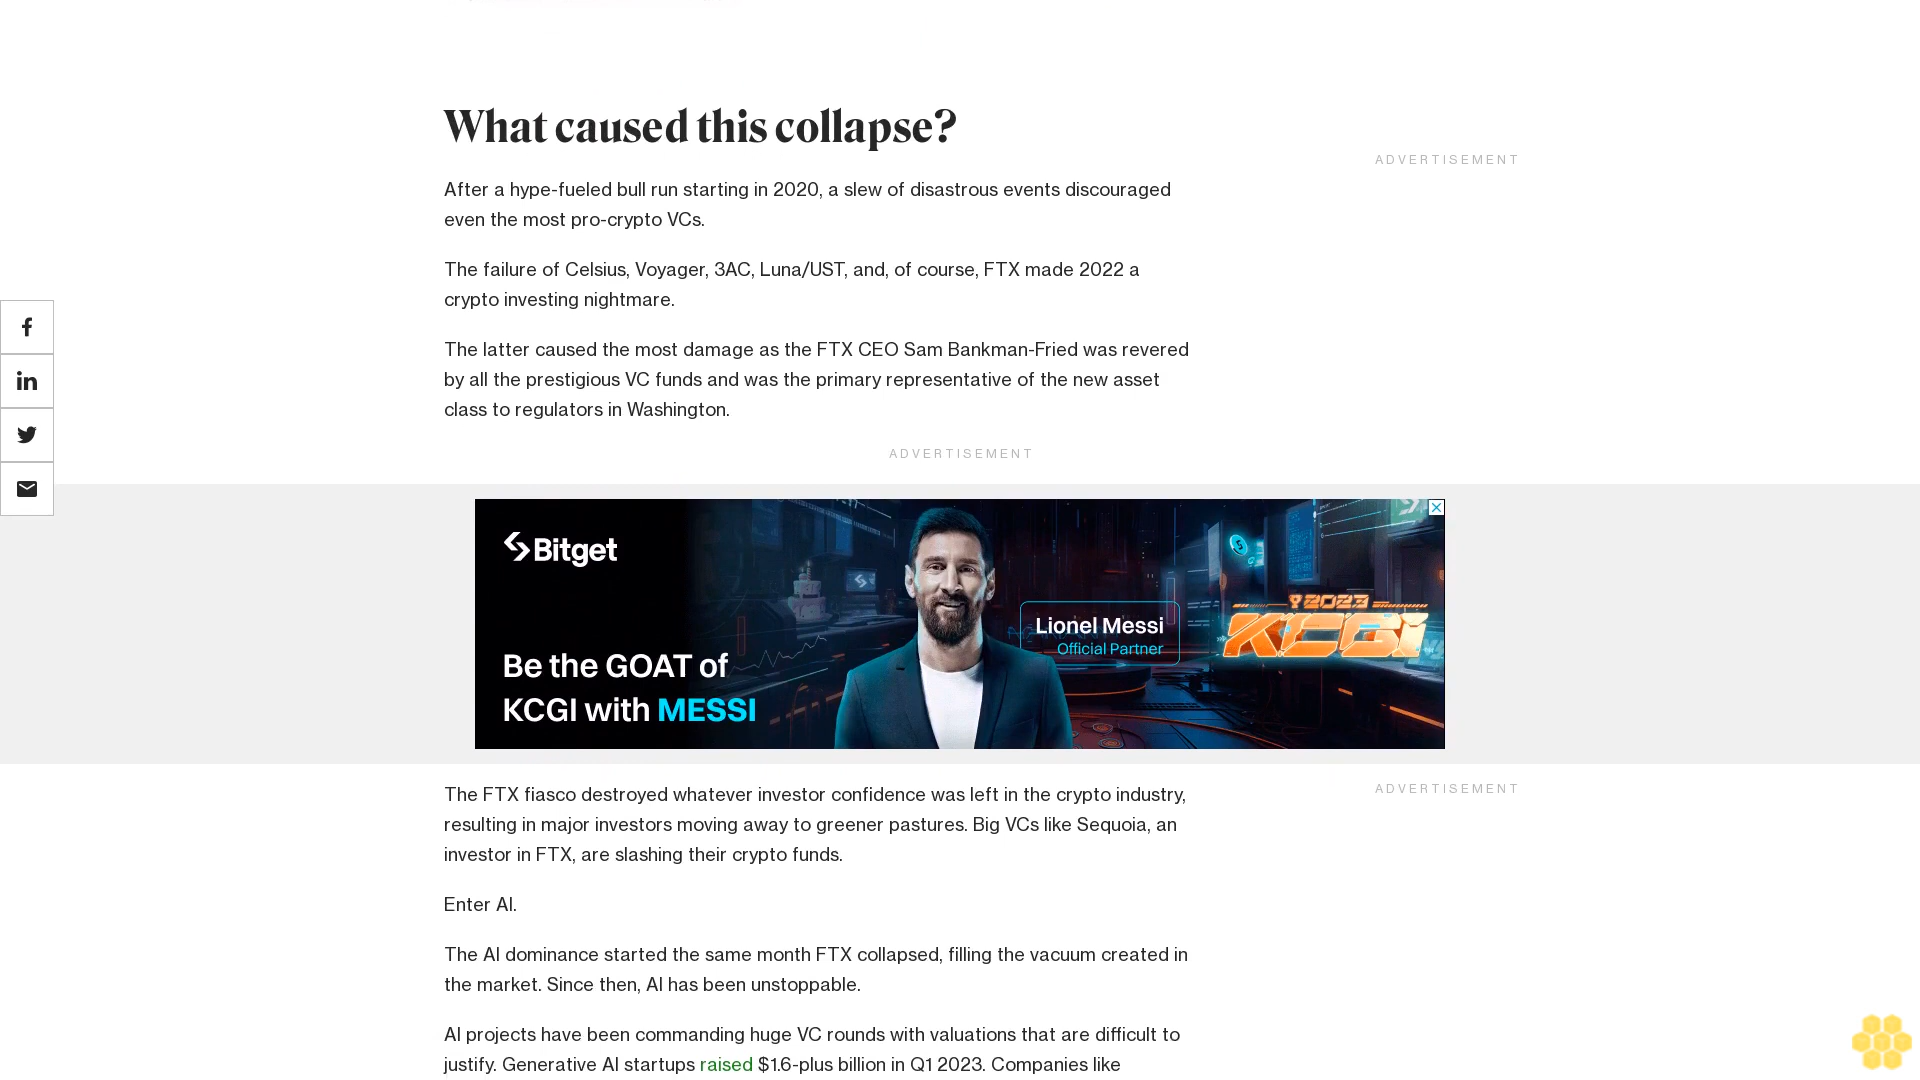 What caused this collapse?
ADVERTISEMENT
After a hype-fueled bull run starting in 2020, a slew of disastrous events discouraged
even the most pro-crypto VCs.
The failure of Celsius, Voyager, 3AC, Luna/UST, and, of course, FTX made 2022 a
crypto investing nightmare.
The latter caused the most damage as the FTX CEO Sam Bankman-Fried was revered
by all the prestigious VC funds and was the primary representative of the new asset
class to regulators in Washington.
ADVERTISEMENT
Bitget
Be the GOAT of
KCGI with MESSI
Lionel Messi
Official Partner
2023
KCGI
The FTX fiasco destroyed whatever investor confidence was left in the crypto industry,
resulting in major investors moving away to greener pastures. Big VCs like Sequoia, an
investor in FTX, are slashing their crypto funds.
ADVERTISEMENT
Enter AI.
The AI dominance started the same month FTX collapsed, filling the vacuum created in
the market. Since then, AI has been unstoppable.
AI projects have been commanding huge VC rounds with valuations that are difficult to
justify. Generative AI startups raised $1.6-plus billion in Q1 2023. Companies like